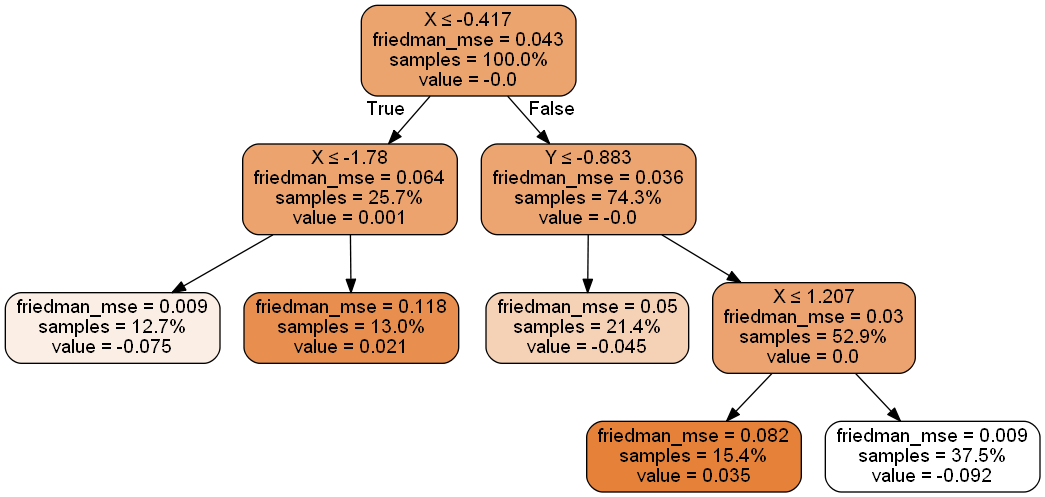 X ≤ -0.417
friedman_mse = 0.043
samples = 100.0%
value = -0.0
True
False
X ≤ -1.78
friedman_mse = 0.064
samples = 25.7%
value = 0.001
Y ≤ -0.883
friedman_mse = 0.036
samples = 74.3%
value = -0.0
friedman_mse = 0.009
samples = 12.7%
value = -0.075
friedman_mse = 0.118
samples = 13.0%
value = 0.021
friedman_mse = 0.05
samples = 21.4%
value = -0.045
X ≤ 1.207
friedman_mse = 0.03
samples = 52.9%
value = 0.0
friedman_mse = 0.082
samples = 15.4%
value = 0.035
friedman_mse = 0.009
samples = 37.5%
value = -0.092